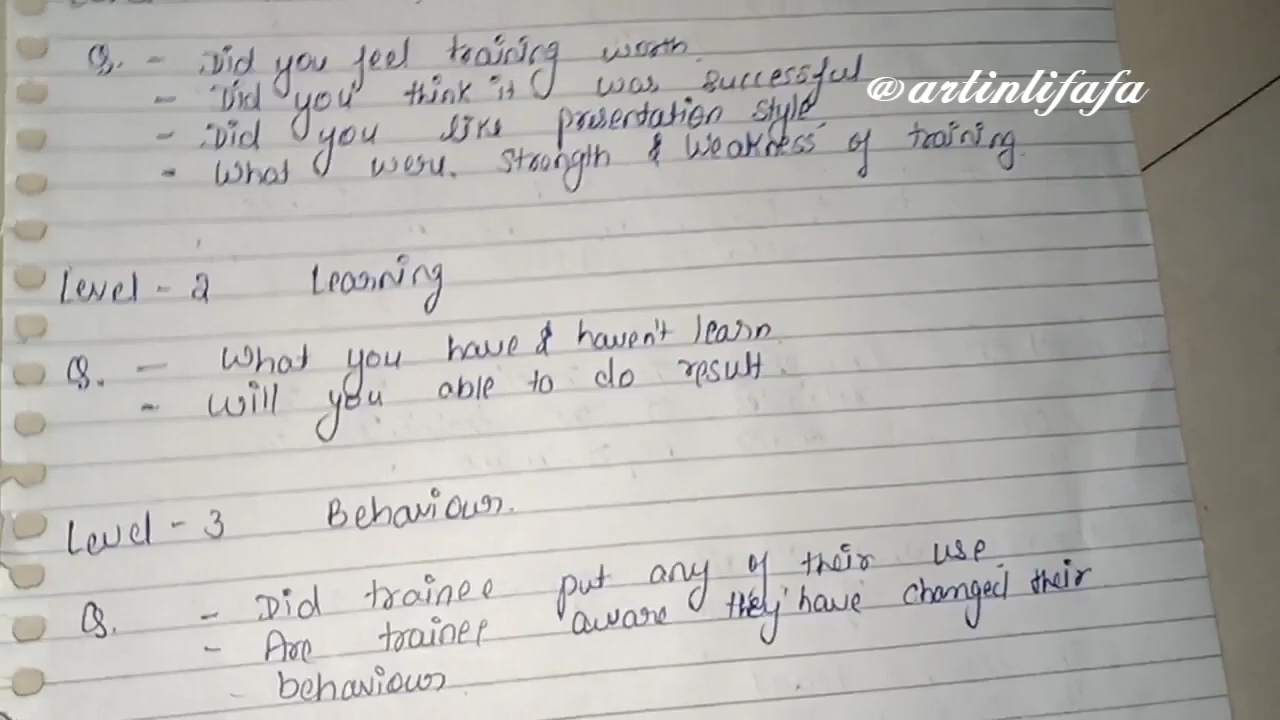 Q. - Did you feel training worth
- Did you think it was successful
@artinlifafa
- Did you like presentation style
- What were strength & weakness of training.
Level - 2 Learning
Q. - What you have & haven't learn
- Will you able to do result.
Level - 3 Behaviour.
Q. - Did trainee put any of their use
- Are trainee aware they have changed their
behaviour